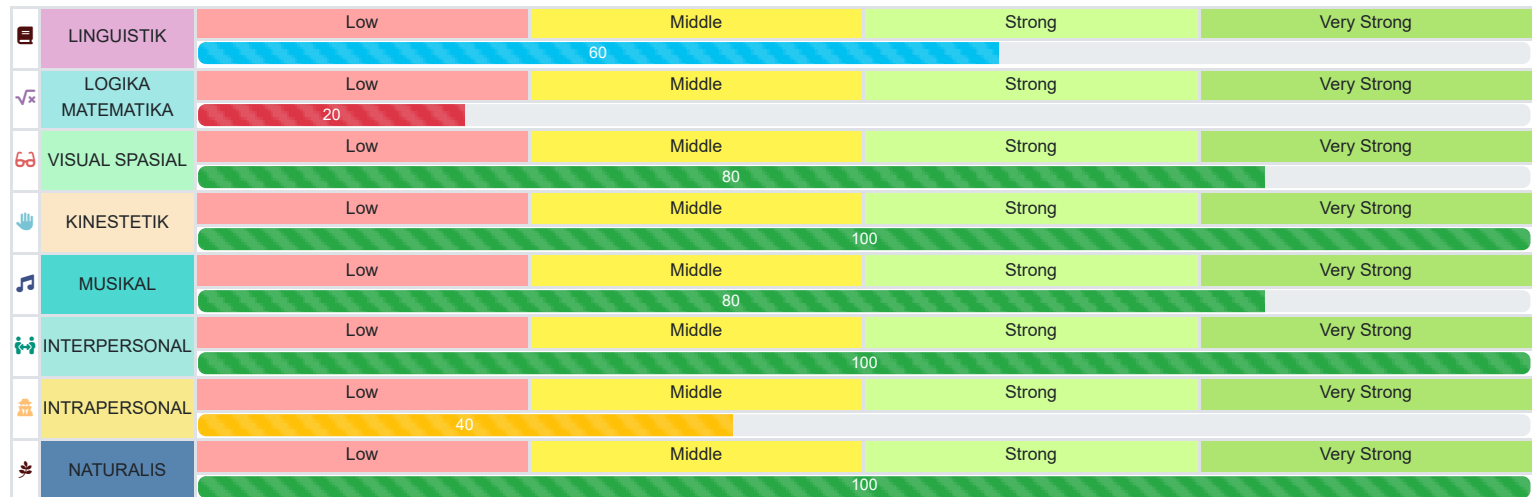 LINGUISTIK
Low Middle Strong Very Strong
60
LOGIKA
MATEMATIKA
Low Middle Strong Very Strong
20
VISUAL SPASIAL
Low Middle Strong Very Strong
80
KINESTETIK
Low Middle Strong Very Strong
100
MUSIKAL
Low Middle Strong Very Strong
80
INTERPERSONAL
Low Middle Strong Very Strong
100
INTRAPERSONAL
Low Middle Strong Very Strong
40
NATURALIS
Low Middle Strong Very Strong
100